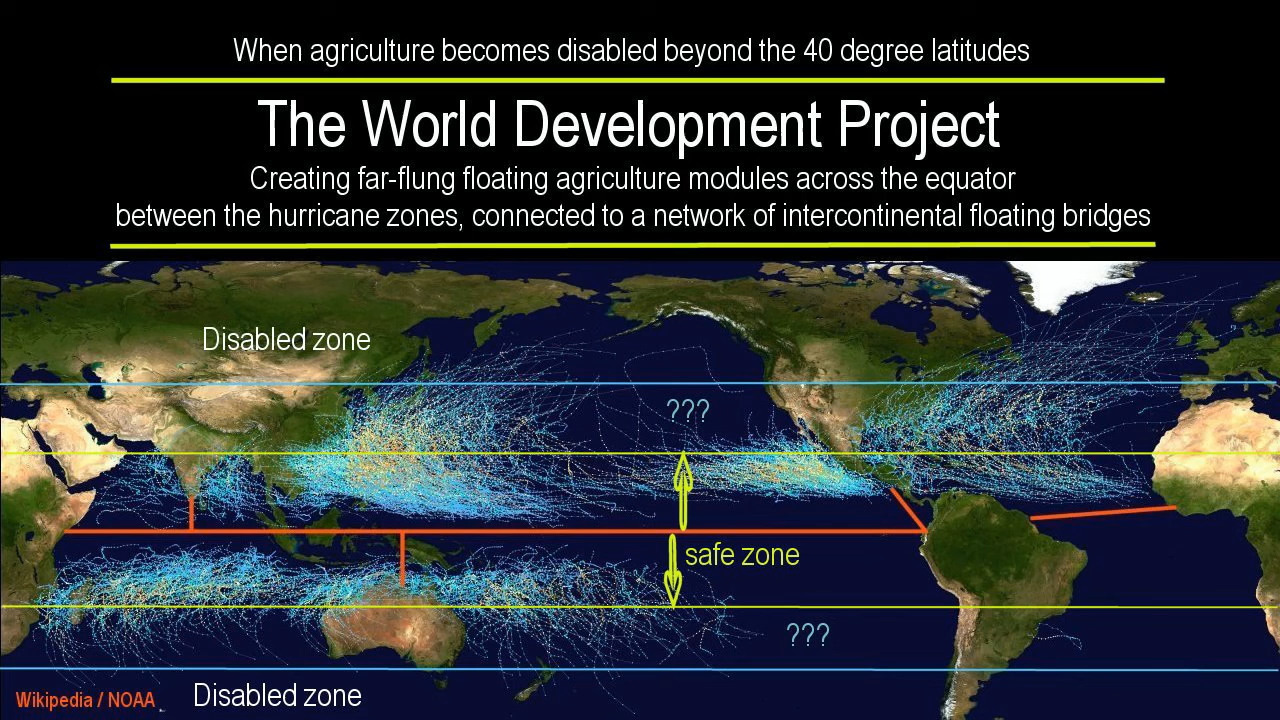 When agriculture becomes disabled beyond the 40 degree latitudes
The World Development Project
Creating far-flung floating agriculture modules across the equator
between the hurricane zones, connected to a network of intercontinental floating bridges
Disabled zone
???
safe zone
???
Wikipedia / NOAA
Disabled zone